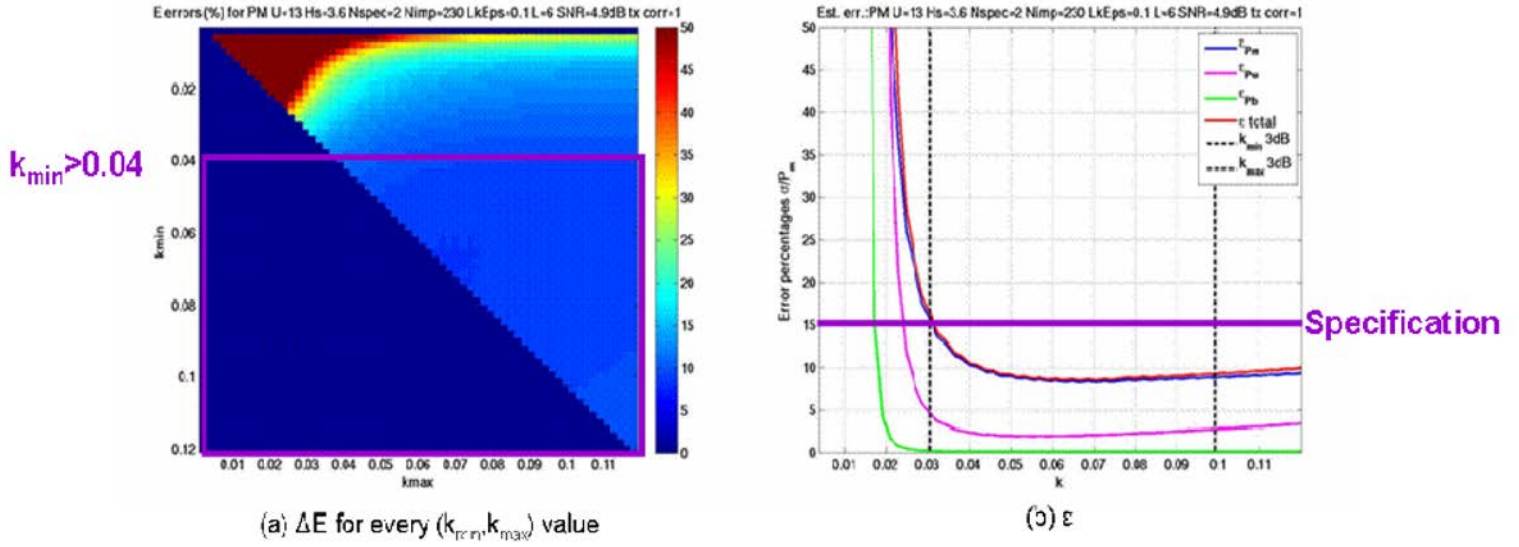 E errors (%) for PM U=13 Hs=3.6 Nspec=2 Nimp=230 LkEps=0.1 L=6 SNR=4.9dB tx corr=1
50
45
40
35
30
25
20
15
10
5
0
0.02
0.04
0.06
0.08
0.1
0.12
kmin
0.01 0.02 0.03 0.04 0.05 0.06 0.07 0.08 0.09 0.1 0.11
kmax
kmin>0.04
(a) ΔE for every (kmin,kmax) value
Est. err.:PM U=13 Hs=3.6 Nspec=2 Nimp=230 LkEps=0.1 L=6 SNR=4.9dB tx corr=1
50
45
40
35
30
25
20
15
10
5
0
Error percentages σ/Pm
εPm
εPw
εPb
ε total
kmin 3dB
kmax 3dB
Specification
0.01 0.02 0.03 0.04 0.05 0.06 0.07 0.08 0.09 0.1 0.11
k
(b) ε